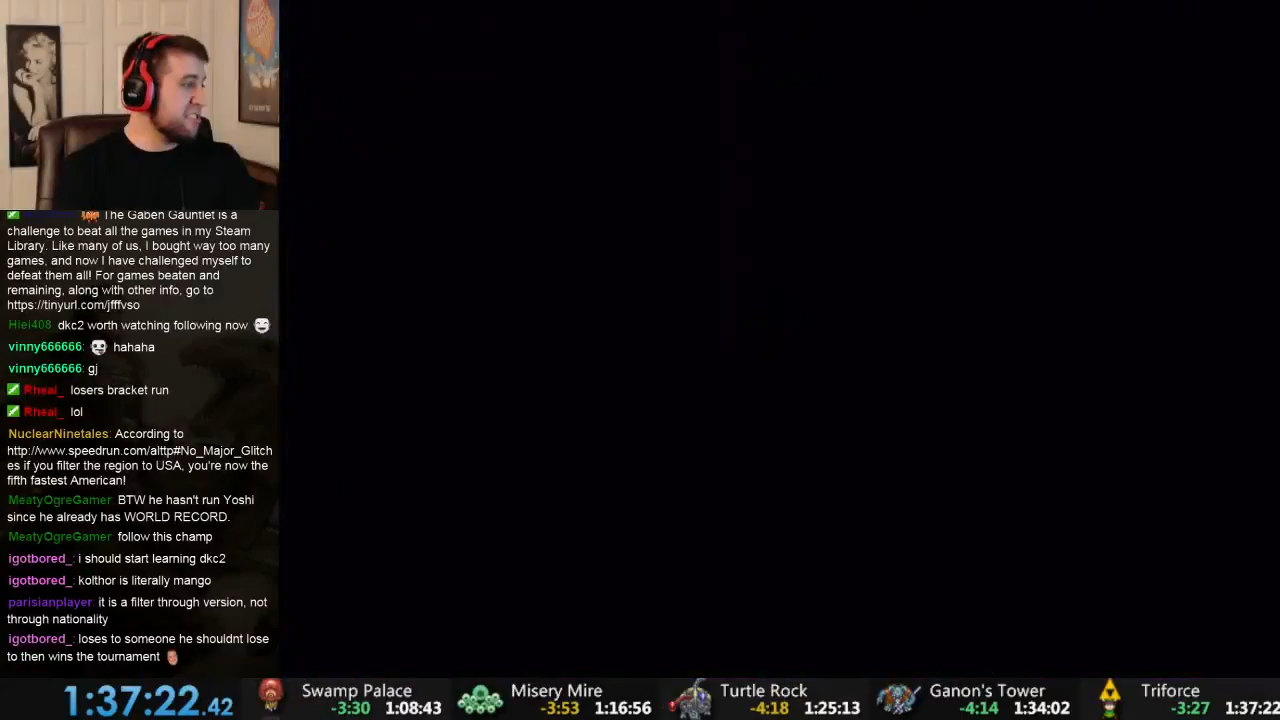 The Gaben Gauntlet is a
challenge to beat all the games in my Steam
Library. Like many of us, I bought way too many
games, and now I have challenged myself to
defeat them all! For games beaten and
remaining, along with other info, go to
https://tinyurl.com/jfffvso
Hiei408 dkc2 worth watching following now
vinny666666: hahaha
vinny666666: gj
Rheal_ losers bracket run
Rheal_ lol
NuclearNinetales: According to
http://www.speedrun.com/alttp#No_Major_Glitch
es if you filter the region to USA, you're now the
fifth fastest American!
MeatyOgreGamer BTW he hasn't run Yoshi
since he already has WORLD RECORD.
MeatyOgreGamer follow this champ
igotbored_: i should start learning dkc2
igotbored_: kolthor is literally mango
parisianplayer it is a filter through version, not
through nationality
igotbored_: loses to someone he shouldnt lose
to then wins the tournament
1:37:22.42
Swamp Palace
-3:30 1:08:43
Misery Mire
-3:53 1:16:56
Turtle Rock
-4:18 1:25:13
Ganon's Tower
-4:14 1:34:02
Triforce
-3:27 1:37:22